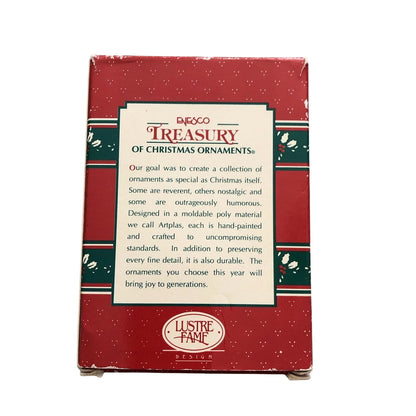 ENESCO
TREASURY
OF CHRISTMAS ORNAMENTS®
Our goal was to create a collection of
ornaments as special as Christmas itself.
Some are reverent, others nostalgic and
some are outrageously humorous.
Designed in a moldable poly material
we call Artplas, each is hand-painted
and crafted to uncompromising
standards. In addition to preserving
every fine detail, it is also durable. The
ornaments you choose this year will
bring joy to generations.
LUSTRE
FAME
DESIGN